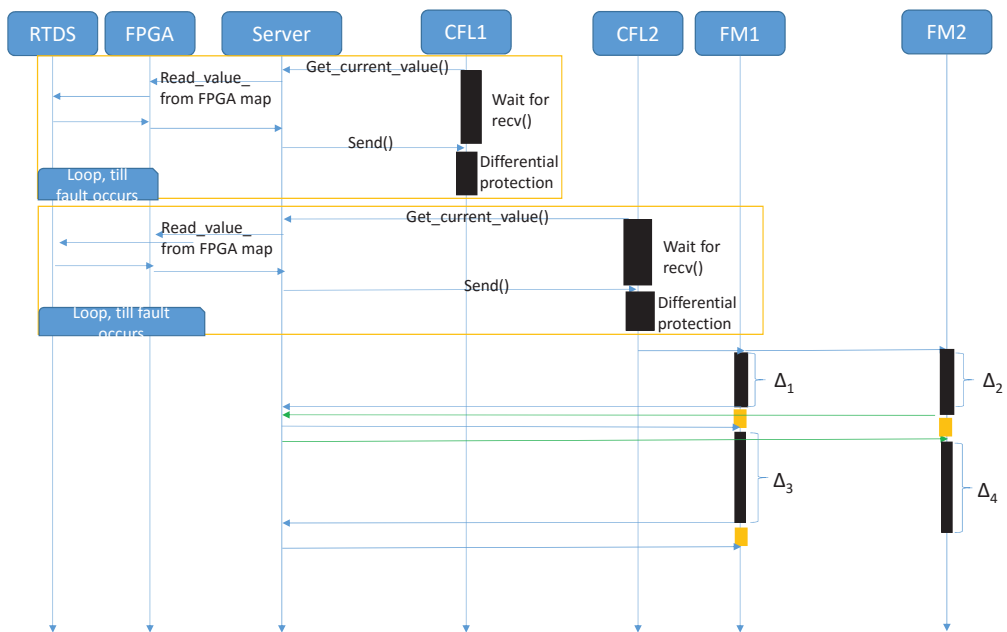 RTDS
FPGA
Server
CFL1
CFL2
FM1
FM2
Get_current_value()
Read_value_
from FPGA map
Wait for
recv()
Send()
Differential
protection
Loop, till
fault occurs
Get_current_value()
Read_value_
from FPGA map
Wait for
recv()
Send()
Differential
protection
Loop, till fault
occurs
Δ1
Δ2
Δ3
Δ4